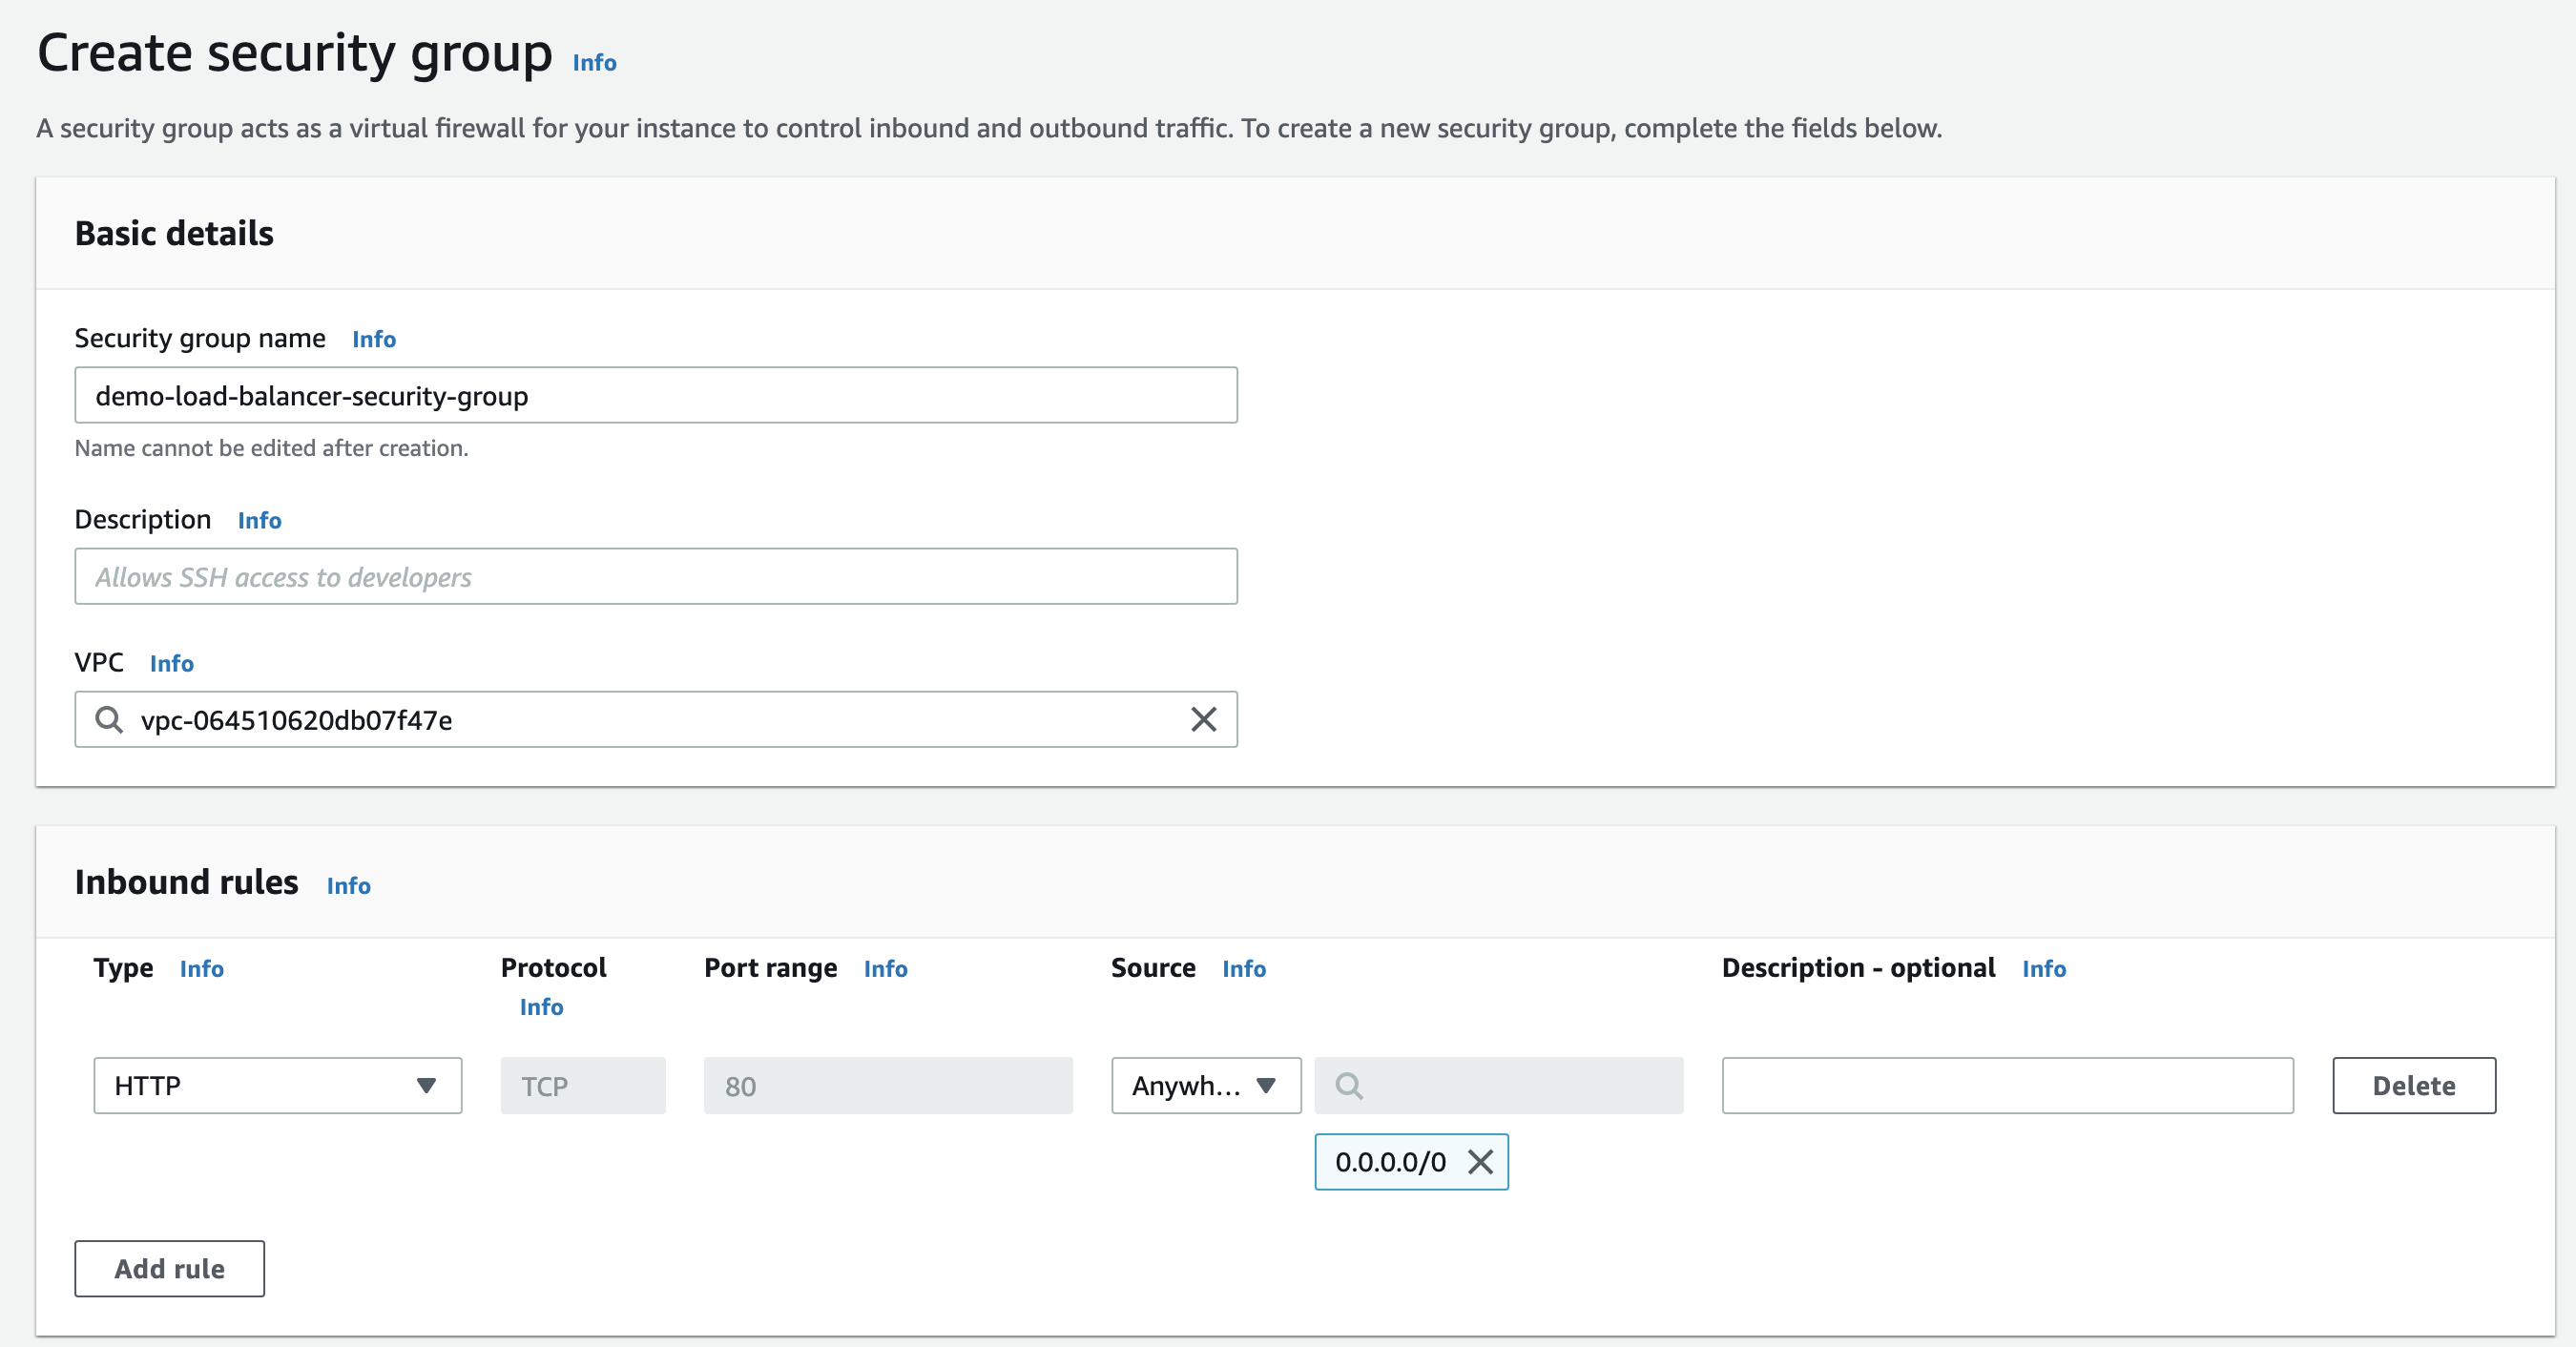 Create security group Info
A security group acts as a virtual firewall for your instance to control inbound and outbound traffic. To create a new security group, complete the fields below.
Basic details
Security group name Info
demo-load-balancer-security-group
Name cannot be edited after creation.
Description Info
Allows SSH access to developers
VPC Info
vpc-064510620db07f47e
Inbound rules Info
Type Info Protocol Info Port range Info Source Info Description - optional Info
HTTP TCP 80 Anywh... Delete
0.0.0.0/0
Add rule